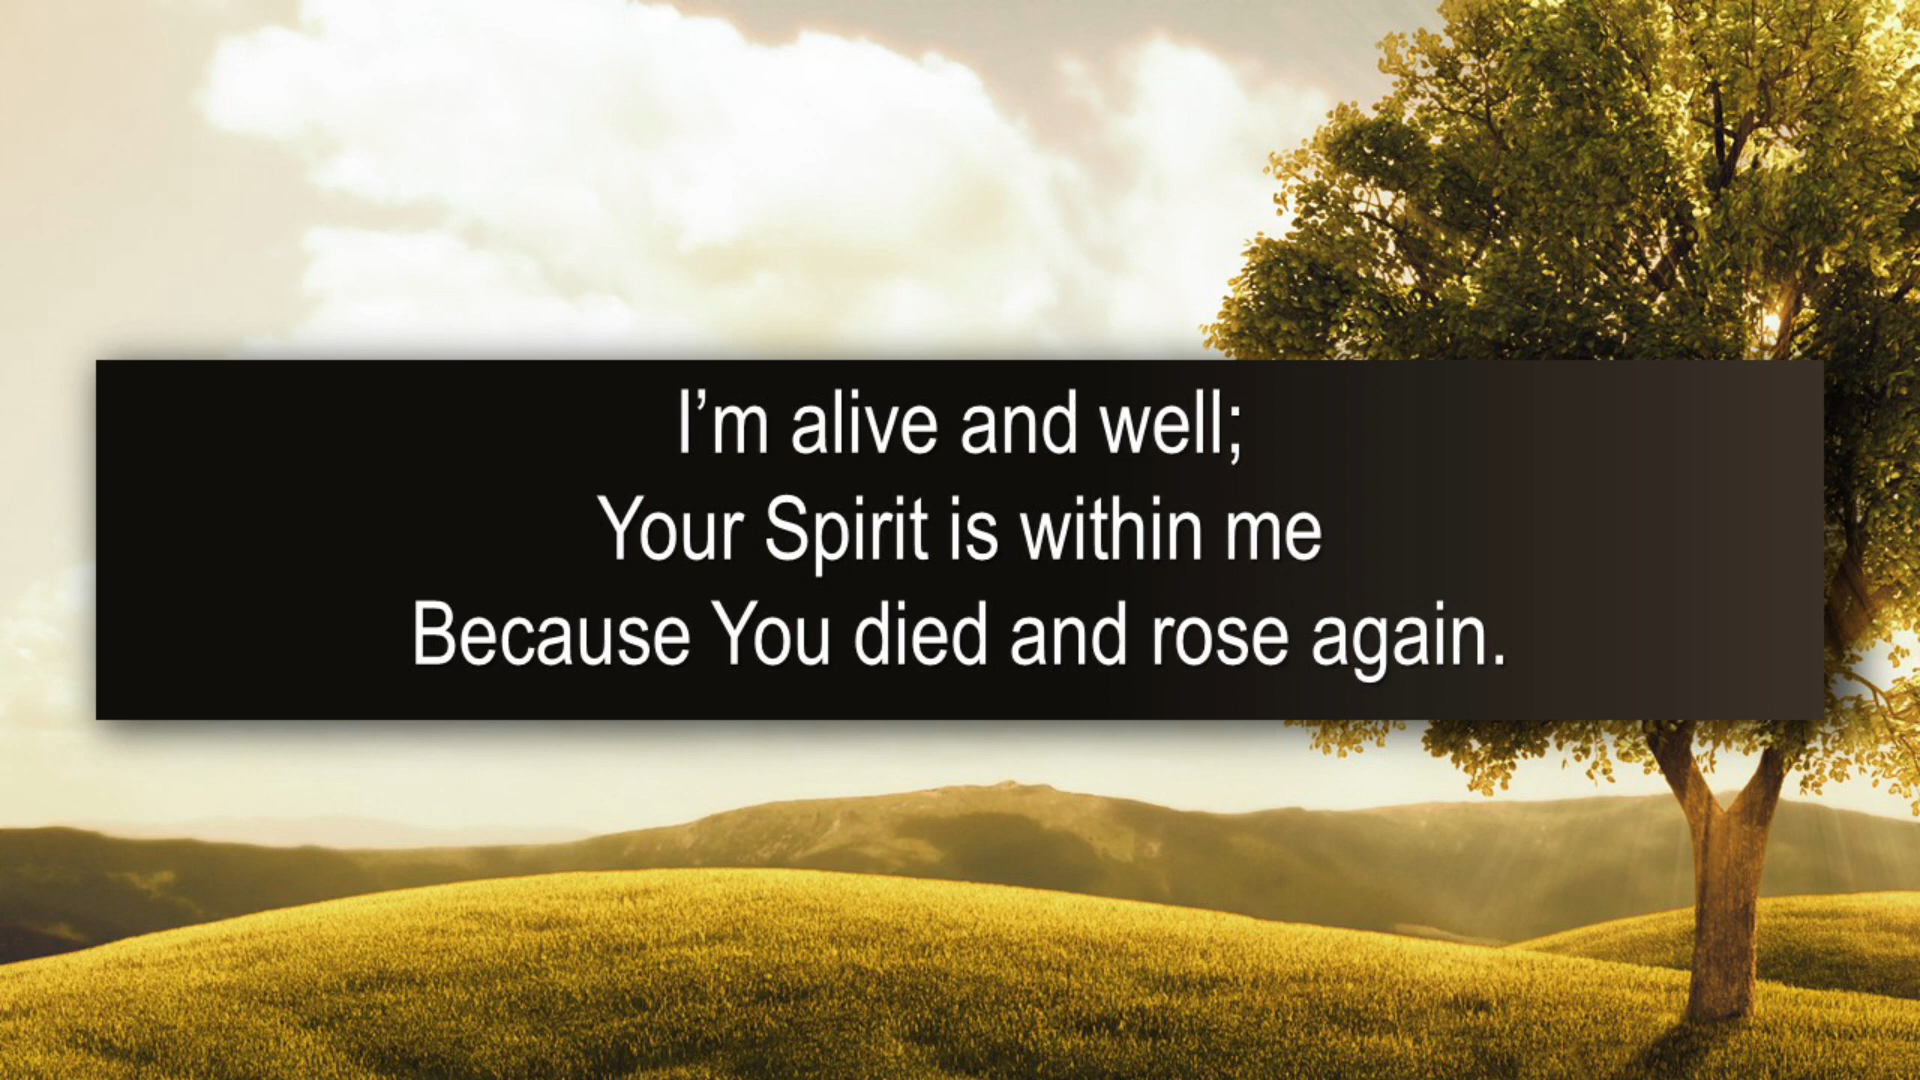 I’m alive and well;
Your Spirit is within me
Because You died and rose again.